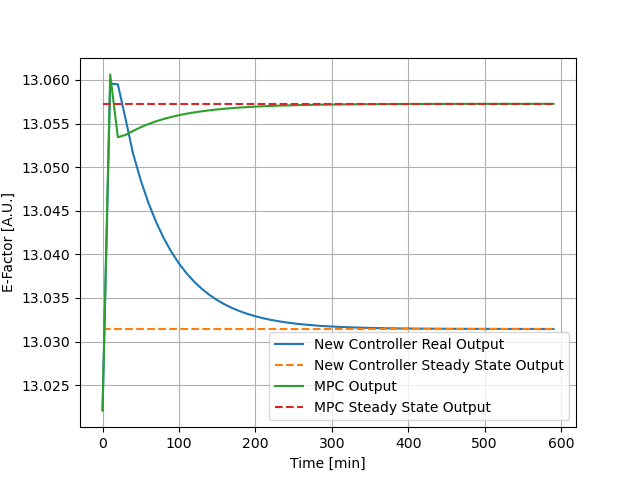 13.060
13.055
13.050
13.045
13.040
13.035
13.030
13.025
E-Factor [A.U.]
New Controller Real Output
New Controller Steady State Output
MPC Output
MPC Steady State Output
0 100 200 300 400 500 600
Time [min]